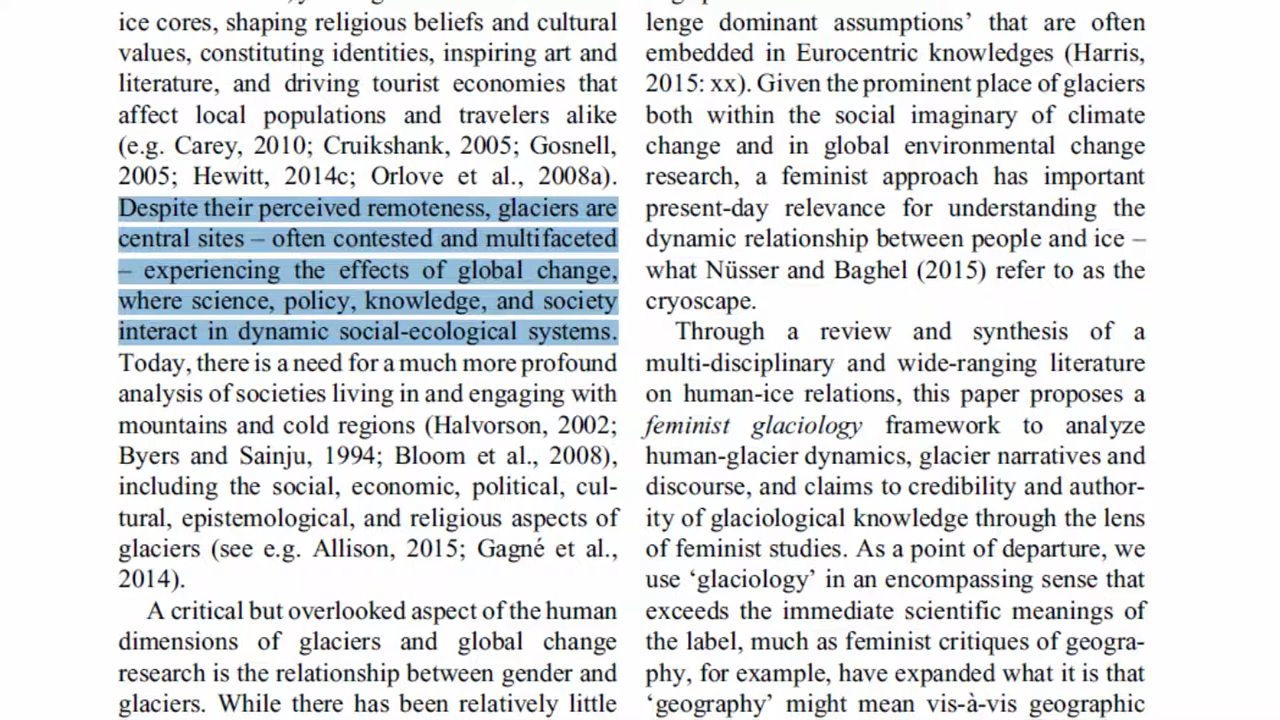 ice cores, shaping religious beliefs and cultural
values, constituting identities, inspiring art and
literature, and driving tourist economies that
affect local populations and travelers alike
(e.g. Carey, 2010; Cruikshank, 2005; Gosnell,
2005; Hewitt, 2014c; Orlove et al., 2008a).
Despite their perceived remoteness, glaciers are
central sites – often contested and multifaceted
– experiencing the effects of global change,
where science, policy, knowledge, and society
interact in dynamic social-ecological systems.
Today, there is a need for a much more profound
analysis of societies living in and engaging with
mountains and cold regions (Halvorson, 2002;
Byers and Sainju, 1994; Bloom et al., 2008),
including the social, economic, political, cul-
tural, epistemological, and religious aspects of
glaciers (see e.g. Allison, 2015; Gagné et al.,
2014).
A critical but overlooked aspect of the human
dimensions of glaciers and global change
research is the relationship between gender and
glaciers. While there has been relatively little
lenge dominant assumptions’ that are often
embedded in Eurocentric knowledges (Harris,
2015: xx). Given the prominent place of glaciers
both within the social imaginary of climate
change and in global environmental change
research, a feminist approach has important
present-day relevance for understanding the
dynamic relationship between people and ice –
what Nüsser and Baghel (2015) refer to as the
cryoscape.
Through a review and synthesis of a
multi-disciplinary and wide-ranging literature
on human-ice relations, this paper proposes a
feminist glaciology framework to analyze
human-glacier dynamics, glacier narratives and
discourse, and claims to credibility and author-
ity of glaciological knowledge through the lens
of feminist studies. As a point of departure, we
use ‘glaciology’ in an encompassing sense that
exceeds the immediate scientific meanings of
the label, much as feminist critiques of geogra-
phy, for example, have expanded what it is that
‘geography’ might mean vis-à-vis geographic